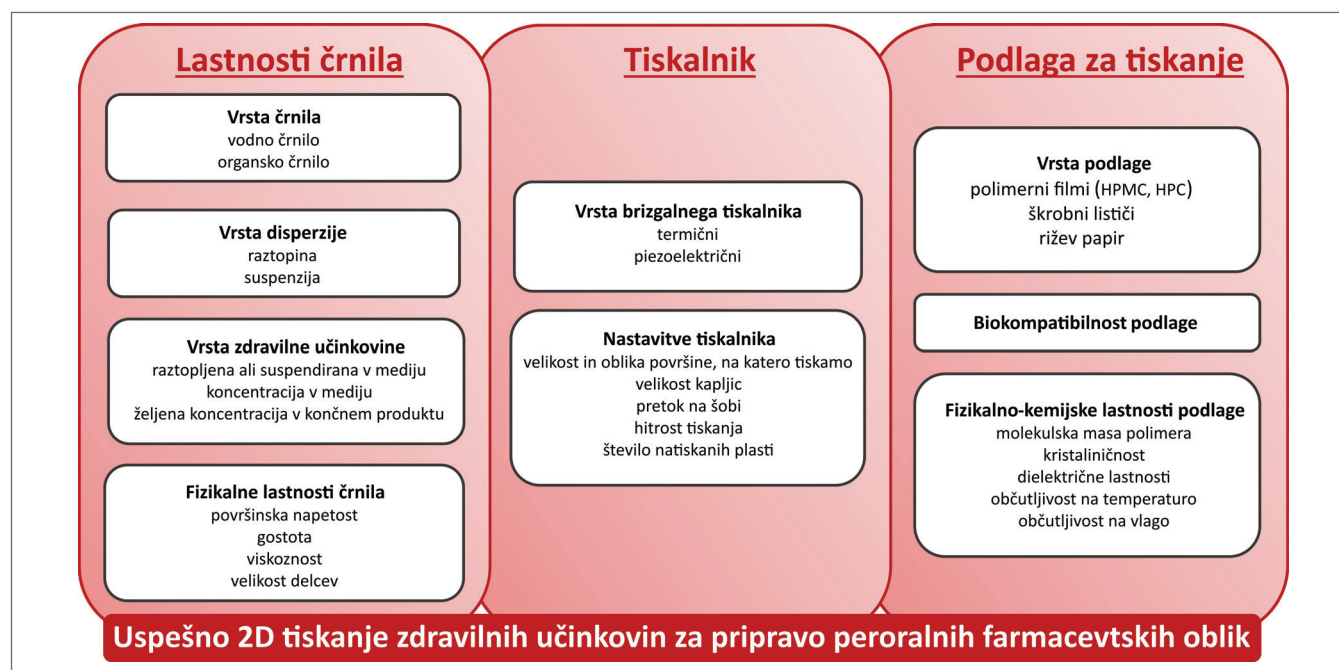 Lastnosti črnila
Vrsta črnila
vodno črnilo
organsko črnilo
Vrsta disperzije
raztopina
suspenzija
Vrsta zdravilne učinkovine
raztopljena ali suspendirana v mediju
koncentracija v mediju
željena koncentracija v končnem produktu
Fizikalne lastnosti črnila
površinska napetost
gostota
viskoznost
velikost delcev
Tiskalnik
Vrsta brizgalnega tiskalnika
termični
piezoelektrični
Nastavitve tiskalnika
velikost in oblika površine, na katero tiskamo
velikost kapljic
pretok na šobi
hitrost tiskanja
število natiskanih plasti
Podlaga za tiskanje
Vrsta podlage
polimerni filmi (HPMC, HPC)
škrobni lističi
rižev papir
Biokompatibilnost podlage
Fizikalno-kemijske lastnosti podlage
molekulska masa polimera
kristaliničnost
dielektrične lastnosti
občutljivost na temperaturo
občutljivost na vlago
Uspešno 2D tiskanje zdravilnih učinkovin za pripravo peroralnih farmacevtskih oblik